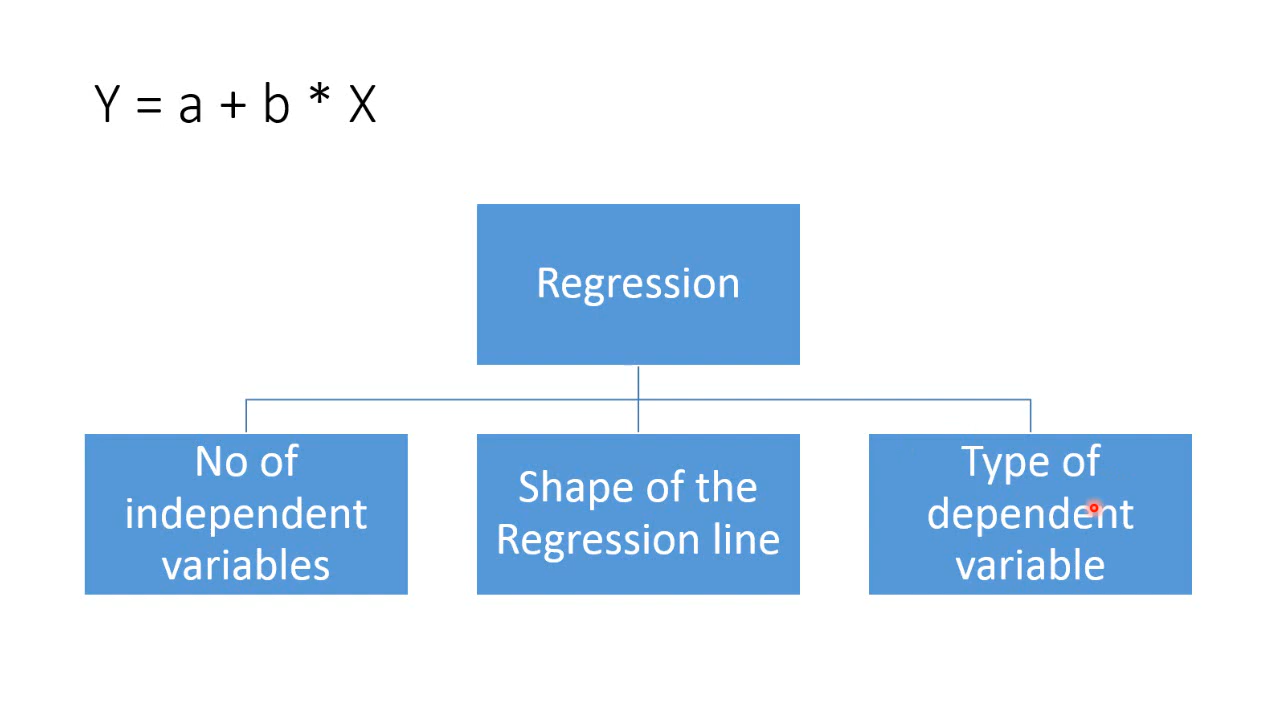 Y = a + b * X
Regression
No of
independent
variables
Shape of the
Regression line
Type of
dependent
variable